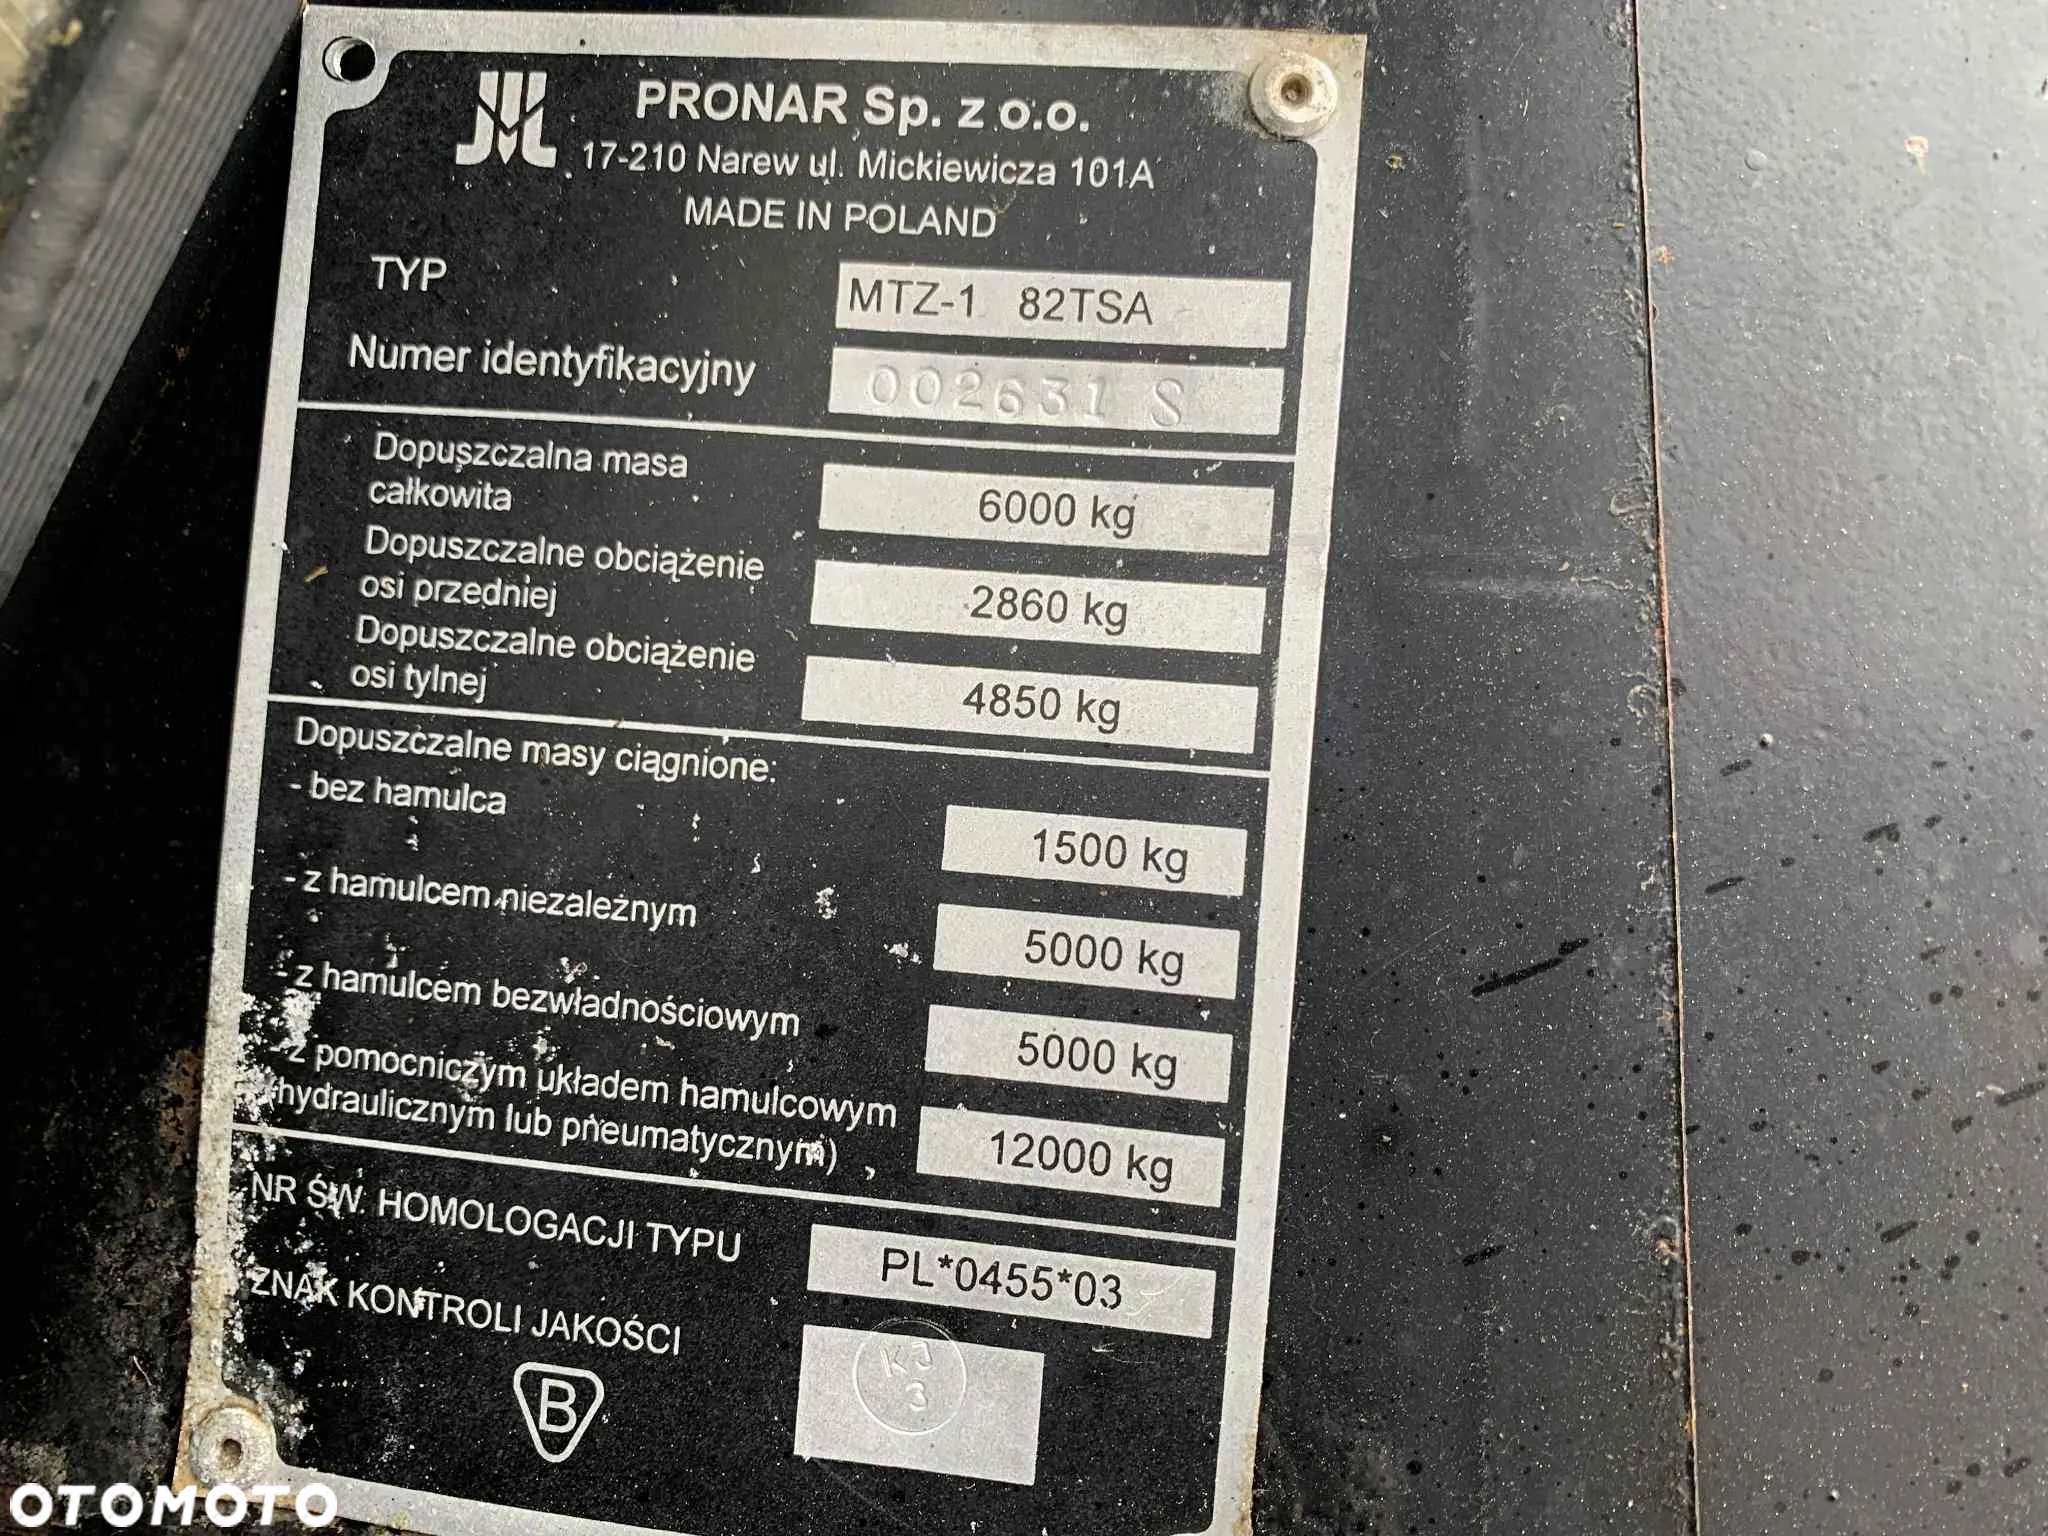 PRONAR Sp. z o.o.
17-210 Narew ul. Mickiewicza 101A
MADE IN POLAND
TYP MTZ-1 82TSA
Numer identyfikacyjny 002631 S
Dopuszczalna masa
całkowita 6000 kg
Dopuszczalne obciążenie
osi przedniej 2860 kg
Dopuszczalne obciążenie
osi tylnej 4850 kg
Dopuszczalne masy ciągnione:
- bez hamulca 1500 kg
- z hamulcem niezależnym 5000 kg
- z hamulcem bezwładnościowym 5000 kg
- z pomocniczym układem hamulcowym
(hydraulicznym lub pneumatycznym) 12000 kg
NR ŚW. HOMOLOGACJI TYPU PL*0455*03
ZNAK KONTROLI JAKOŚCI
KJ
3
B
OTOMOTO